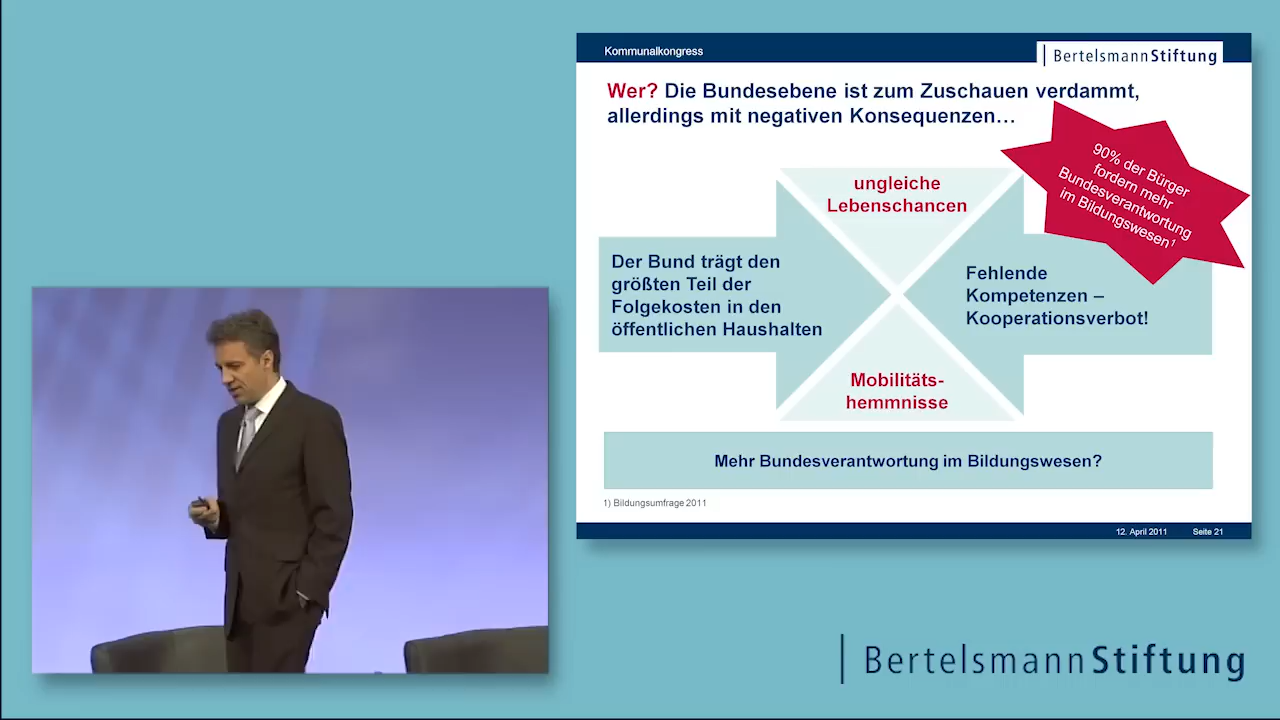 Kommunalkongress
BertelsmannStiftung
Wer? Die Bundesebene ist zum Zuschauen verdammt,
allerdings mit negativen Konsequenzen…
90% der Bürger
fordern mehr
Bundesverantwortung
im Bildungswesen¹
ungleiche
Lebenschancen
Der Bund trägt den
größten Teil der
Folgekosten in den
öffentlichen Haushalten
Fehlende
Kompetenzen –
Kooperationsverbot!
Mobilitäts-
hemmnisse
Mehr Bundesverantwortung im Bildungswesen?
1) Bildungsumfrage 2011
12. April 2011 Seite 21
BertelsmannStiftung